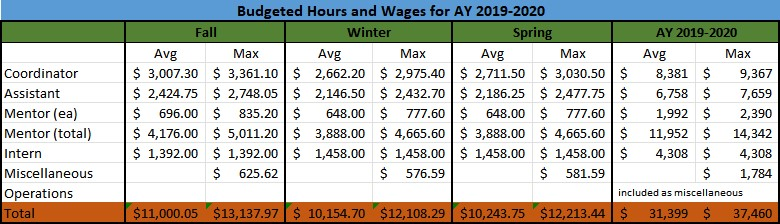 Budgeted Hours and Wages for AY 2019-2020
Fall Winter Spring AY 2019-2020
Avg Max Avg Max Avg Max Avg Max
Coordinator $ 3,007.30 $ 3,361.10 $ 2,662.20 $ 2,975.40 $ 2,711.50 $ 3,030.50 $ 8,381 $ 9,367
Assistant $ 2,424.75 $ 2,748.05 $ 2,146.50 $ 2,432.70 $ 2,186.25 $ 2,477.75 $ 6,758 $ 7,659
Mentor (ea) $ 696.00 $ 835.20 $ 648.00 $ 777.60 $ 648.00 $ 777.60 $ 1,992 $ 2,390
Mentor (total) $ 4,176.00 $ 5,011.20 $ 3,888.00 $ 4,665.60 $ 3,888.00 $ 4,665.60 $ 11,952 $ 14,342
Intern $ 1,392.00 $ 1,392.00 $ 1,458.00 $ 1,458.00 $ 1,458.00 $ 1,458.00 $ 4,308 $ 4,308
Miscellaneous $ 625.62 $ 576.59 $ 581.59 $ 1,784
Operations included as miscellaneous
Total $11,000.05 $13,137.97 $ 10,154.70 $12,108.29 $10,243.75 $12,213.44 $ 31,399 $ 37,460